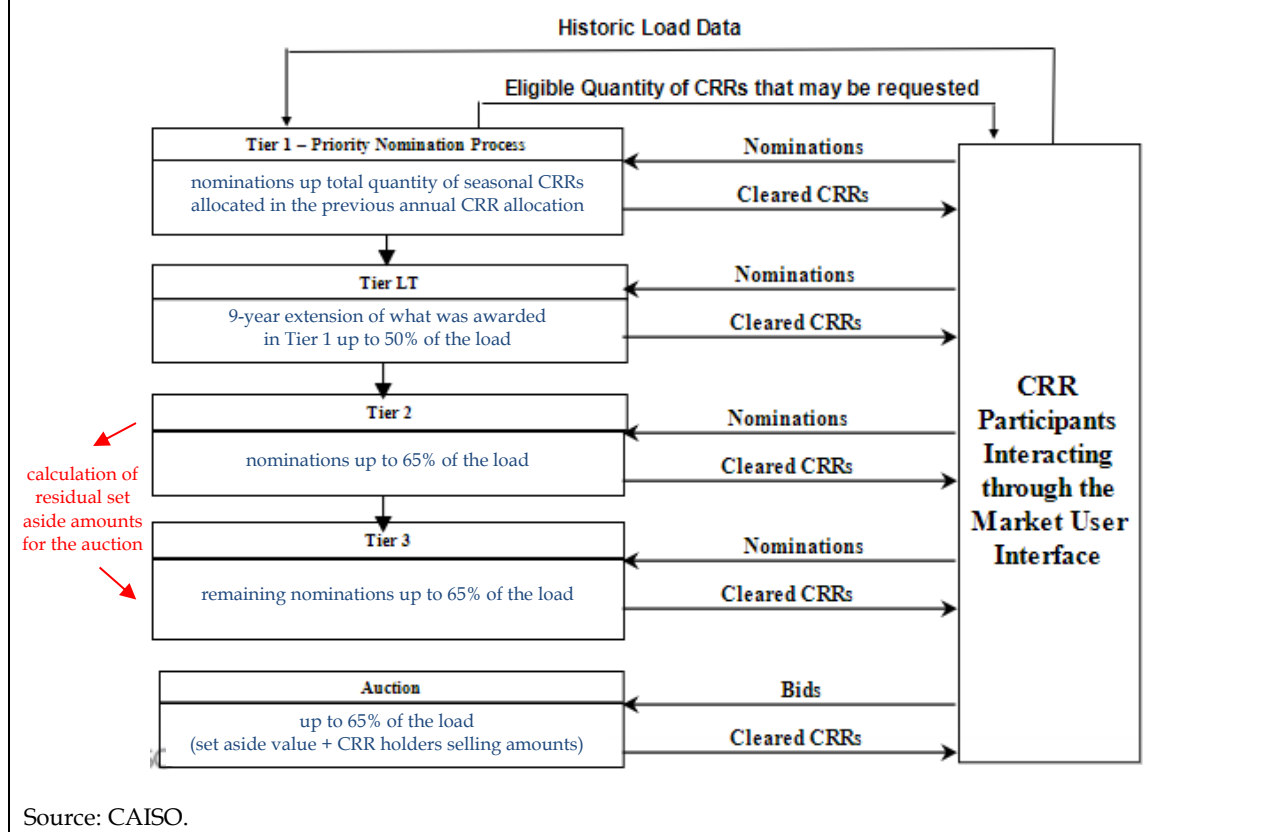 Historic Load Data
Eligible Quantity of CRRs that may be requested
Tier 1 – Priority Nomination Process
nominations up total quantity of seasonal CRRs
allocated in the previous annual CRR allocation
Nominations
Cleared CRRs
Tier LT
9-year extension of what was awarded
in Tier 1 up to 50% of the load
Nominations
Cleared CRRs
Tier 2
nominations up to 65% of the load
Nominations
Cleared CRRs
calculation of
residual set
aside amounts
for the auction
Tier 3
remaining nominations up to 65% of the load
Nominations
Cleared CRRs
Auction
up to 65% of the load
(set aside value + CRR holders selling amounts)
Bids
Cleared CRRs
CRR
Participants
Interacting
through the
Market User
Interface
Source: CAISO.